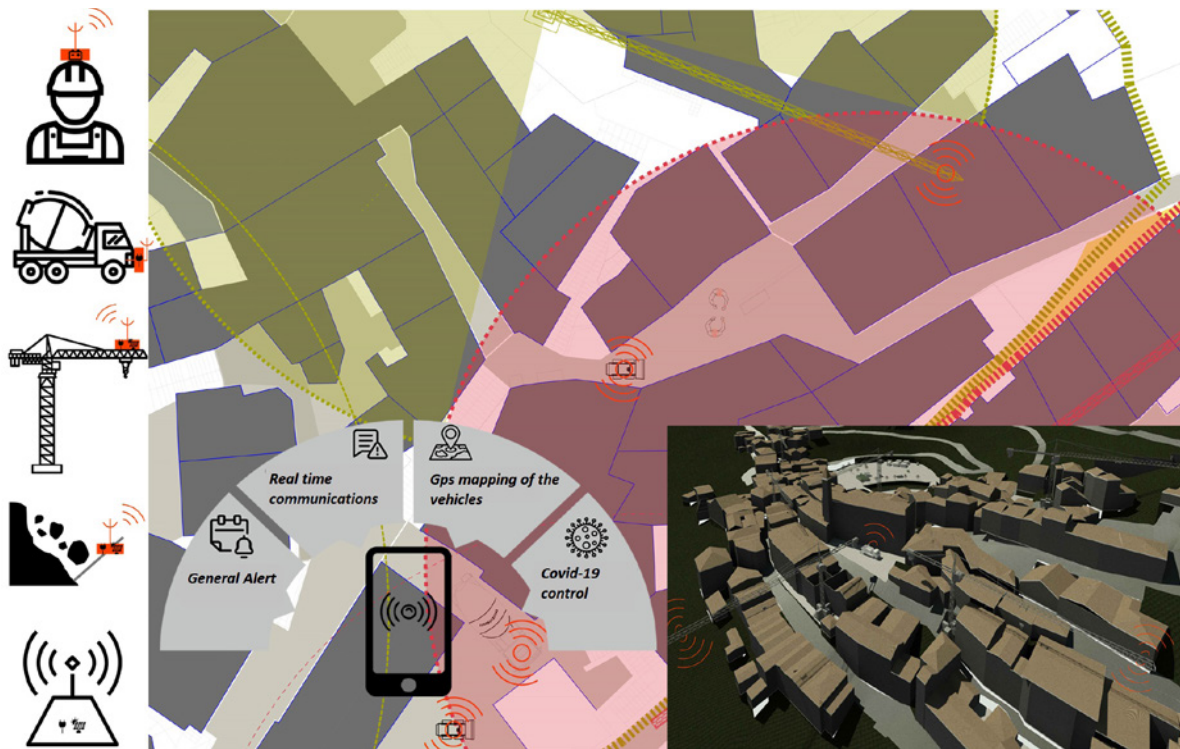 Real time
communications
Gps mapping of the
vehicles
General Alert
Covid-19
control